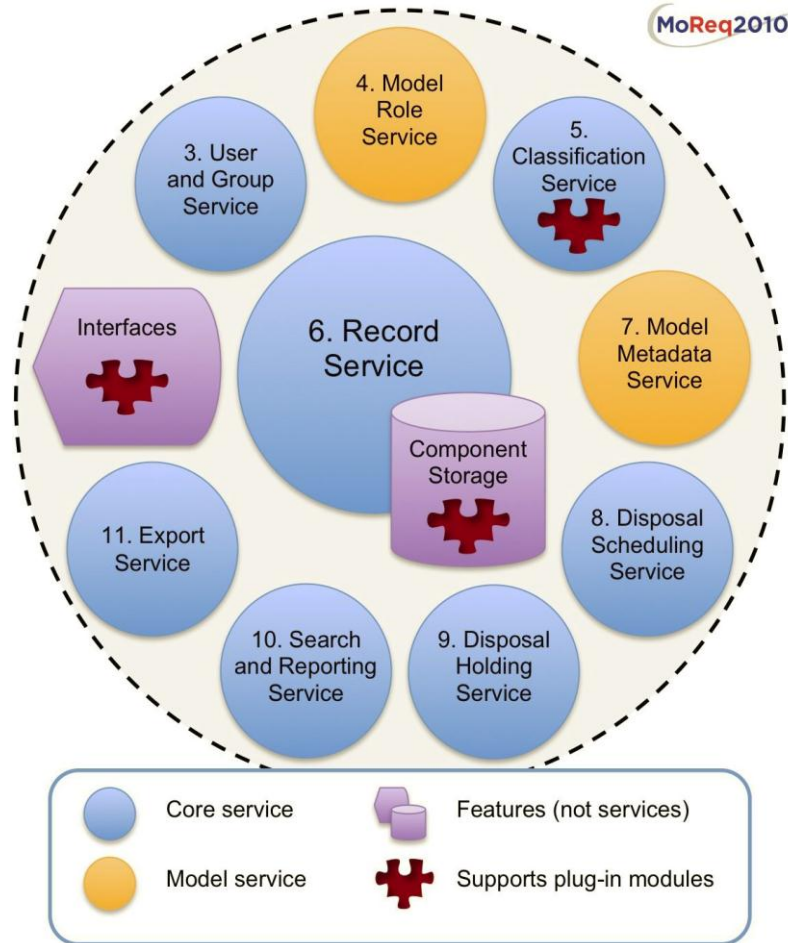 MoReq2010
4. Model
Role
Service
3. User
and Group
Service
5.
Classification
Service
Interfaces
6. Record
Service
7. Model
Metadata
Service
Component
Storage
11. Export
Service
8. Disposal
Scheduling
Service
10. Search
and Reporting
Service
9. Disposal
Holding
Service
Core service
Features (not services)
Model service
Supports plug-in modules